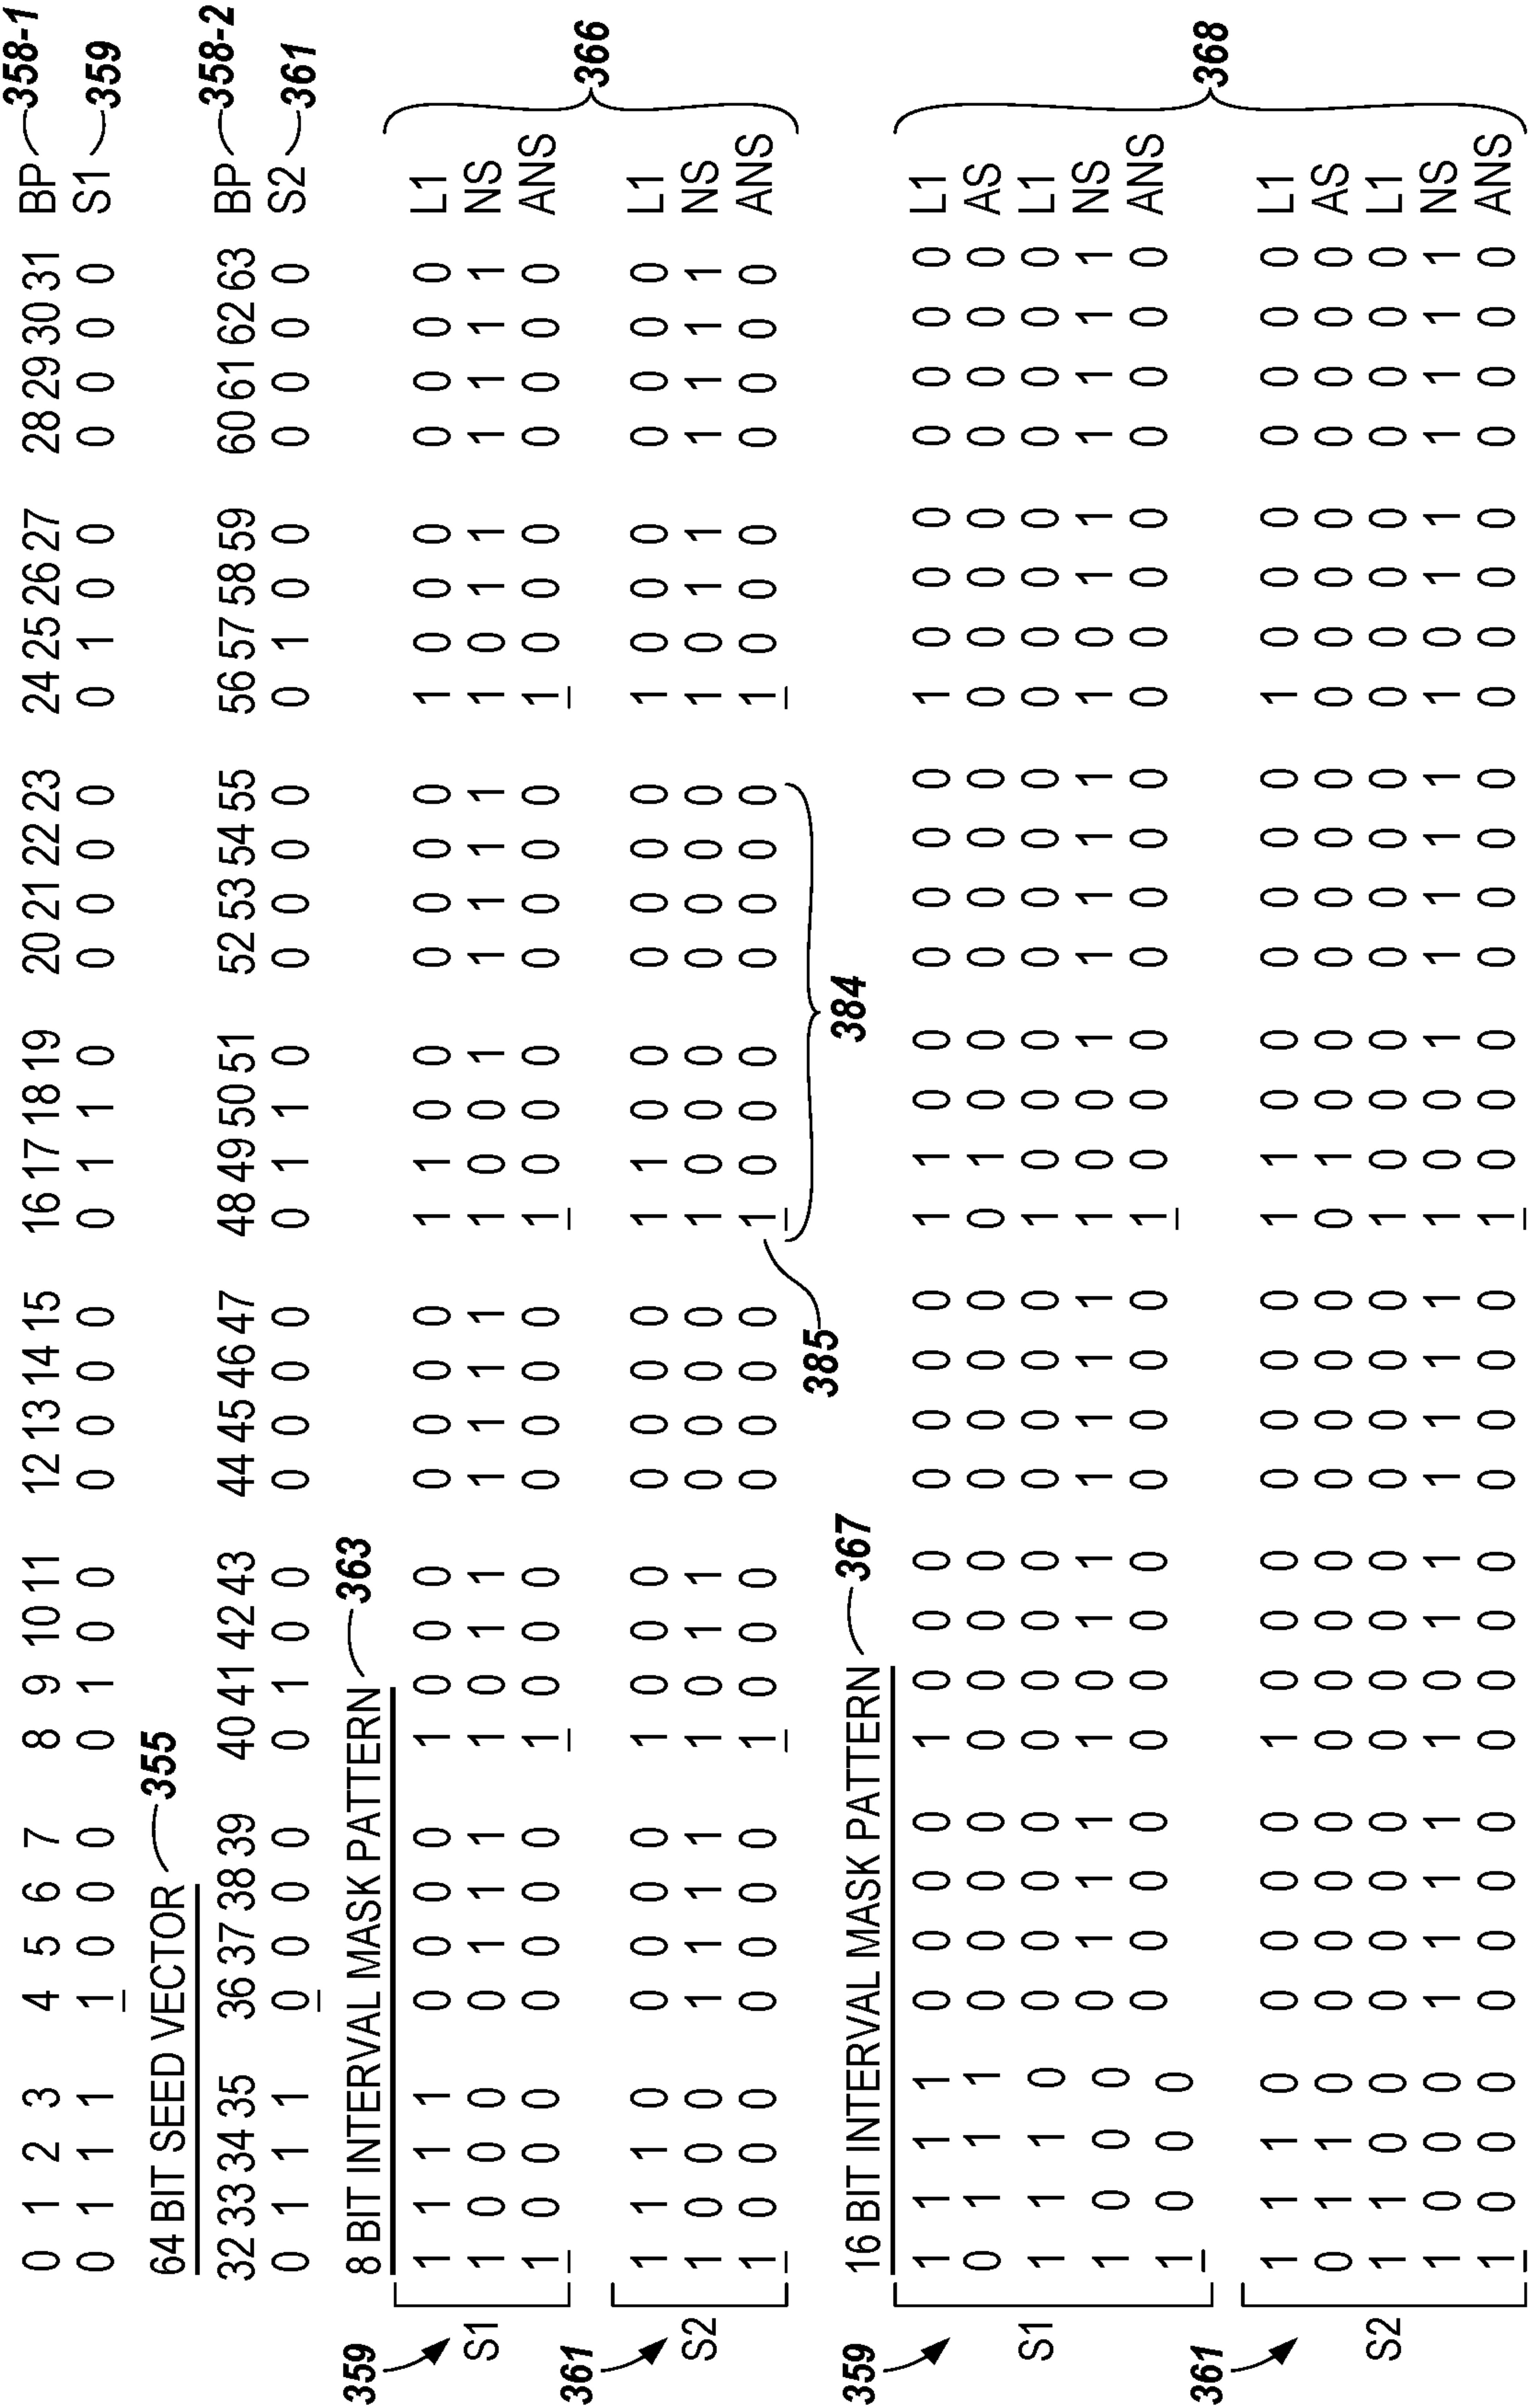 0 1 2 3 4 5 6 7 8 9 10 11 12 13 14 15 16 17 18 19 20 21 22 23 24 25 26 27 28 29 30 31 BP 358-1
0 1 1 1 1 0 0 0 0 1 0 0 0 0 0 0 0 1 1 0 0 0 0 0 0 1 0 0 0 0 0 0 S1 359
64 BIT SEED VECTOR 355
32 33 34 35 36 37 38 39 40 41 42 43 44 45 46 47 48 49 50 51 52 53 54 55 56 57 58 59 60 61 62 63 BP 358-2
0 1 1 1 0 0 0 0 0 1 0 0 0 0 0 0 0 1 1 0 0 0 0 0 0 1 0 0 0 0 0 0 S2 361
8 BIT INTERVAL MASK PATTERN 363
1 1 1 1 0 0 0 0 1 0 0 0 0 0 0 0 1 1 0 0 0 0 0 0 1 0 0 0 0 0 0 0 L1
359 S1 1 0 0 0 0 1 1 1 1 0 1 1 1 1 1 1 1 0 0 1 1 1 1 1 1 0 1 1 1 1 1 1 NS
1 0 0 0 0 0 0 0 1 0 0 0 0 0 0 0 1 0 0 0 0 0 0 0 1 0 0 0 0 0 0 0 ANS
366
1 1 1 0 0 0 0 0 1 0 0 0 0 0 0 0 1 1 0 0 0 0 0 0 1 0 0 0 0 0 0 0 L1
361 S2 1 0 0 0 1 1 1 1 1 0 1 1 0 0 0 0 1 0 0 0 0 0 0 0 1 0 1 1 1 1 1 1 NS
1 0 0 0 0 0 0 0 1 0 0 0 0 0 0 0 1 0 0 0 0 0 0 0 1 0 0 0 0 0 0 0 ANS
385 384
16 BIT INTERVAL MASK PATTERN 367
1 1 1 1 0 0 0 0 1 0 0 0 0 0 0 0 1 1 0 0 0 0 0 0 1 0 0 0 0 0 0 0 L1
0 1 1 1 0 0 0 0 0 0 0 0 0 0 0 0 0 1 0 0 0 0 0 0 0 0 0 0 0 0 0 0 AS
359 S1 1 1 1 0 0 0 0 0 0 0 0 0 0 0 0 0 1 0 0 0 0 0 0 0 0 0 0 0 0 0 0 0 L1
1 0 0 0 0 1 1 1 1 0 1 1 1 1 1 1 1 0 0 1 1 1 1 1 1 0 1 1 1 1 1 1 NS
1 0 0 0 0 0 0 0 0 0 0 0 0 0 0 0 1 0 0 0 0 0 0 0 0 0 0 0 0 0 0 0 ANS
368
1 1 1 0 0 0 0 0 1 0 0 0 0 0 0 0 1 1 0 0 0 0 0 0 1 0 0 0 0 0 0 0 L1
0 1 1 0 0 0 0 0 0 0 0 0 0 0 0 0 0 1 0 0 0 0 0 0 0 0 0 0 0 0 0 0 AS
361 S2 1 1 0 0 0 0 0 0 0 0 0 0 0 0 0 0 1 0 0 0 0 0 0 0 0 0 0 0 0 0 0 0 L1
1 0 0 0 1 1 1 1 1 0 1 1 1 1 1 1 1 0 0 1 1 1 1 1 1 0 1 1 1 1 1 1 NS
1 0 0 0 0 0 0 0 0 0 0 0 0 0 0 0 1 0 0 0 0 0 0 0 0 0 0 0 0 0 0 0 ANS